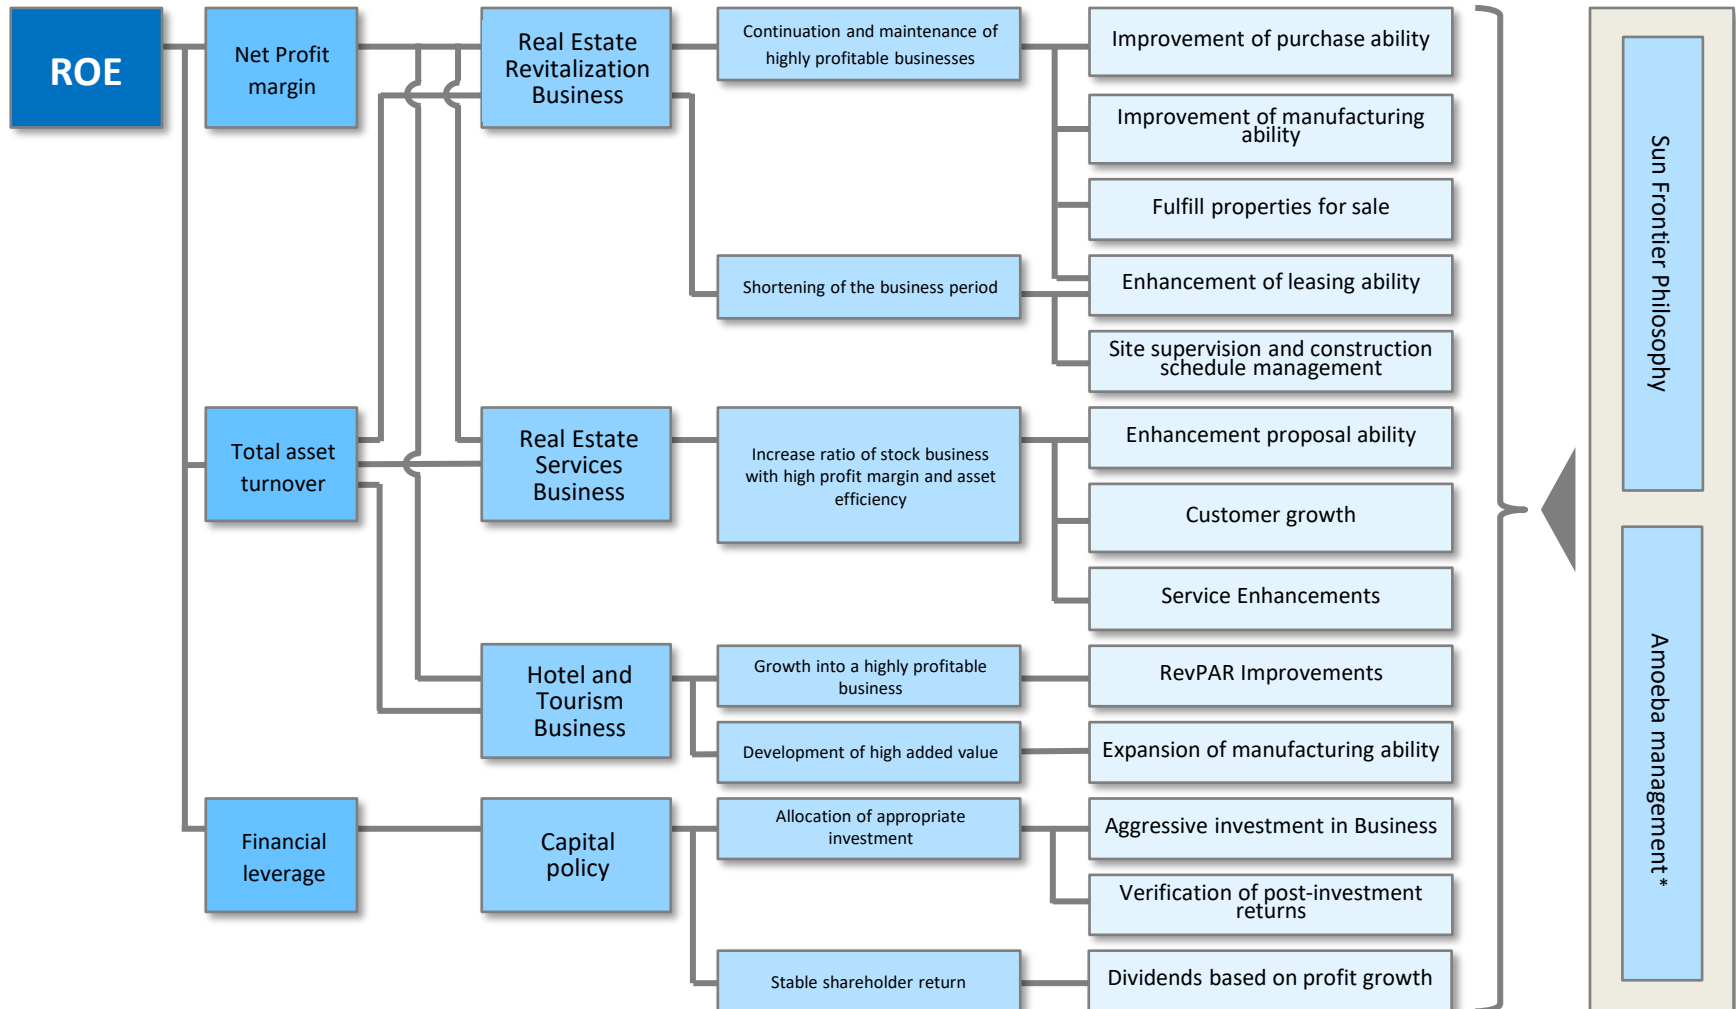 ROE
Net Profit
margin
Real Estate
Revitalization
Business
Continuation and maintenance of
highly profitable businesses
Improvement of purchase ability
Improvement of manufacturing
ability
Fulfill properties for sale
Shortening of the business period
Enhancement of leasing ability
Site supervision and construction
schedule management
Total asset
turnover
Real Estate
Services
Business
Increase ratio of stock business
with high profit margin and asset
efficiency
Enhancement proposal ability
Customer growth
Service Enhancements
Hotel and
Tourism
Business
Growth into a highly profitable
business
RevPAR Improvements
Development of high added value
Expansion of manufacturing ability
Financial
leverage
Capital
policy
Allocation of appropriate
investment
Aggressive investment in Business
Verification of post-investment
returns
Stable shareholder return
Dividends based on profit growth
Sun Frontier Philosophy
Amoeba management*